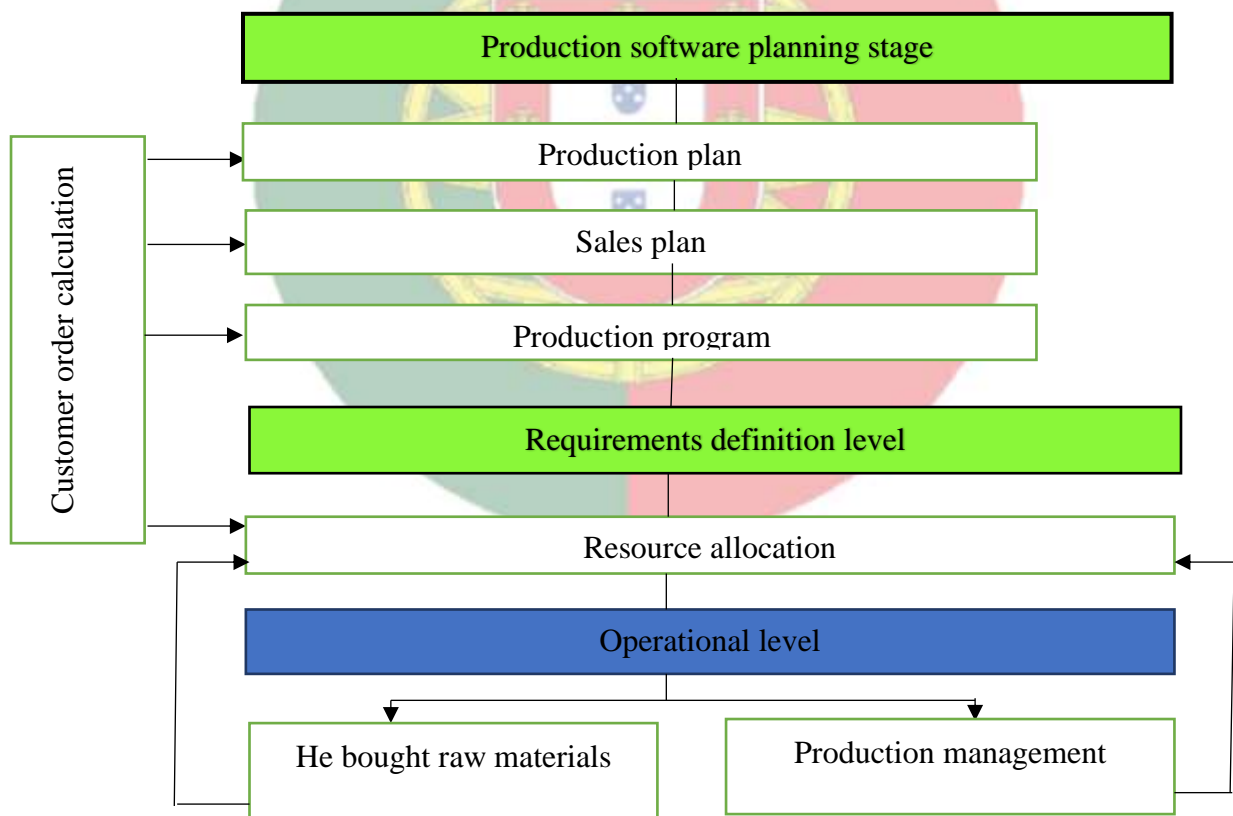 Production software planning stage
Customer order calculation
Production plan
Sales plan
Production program
Requirements definition level
Resource allocation
Operational level
He bought raw materials
Production management